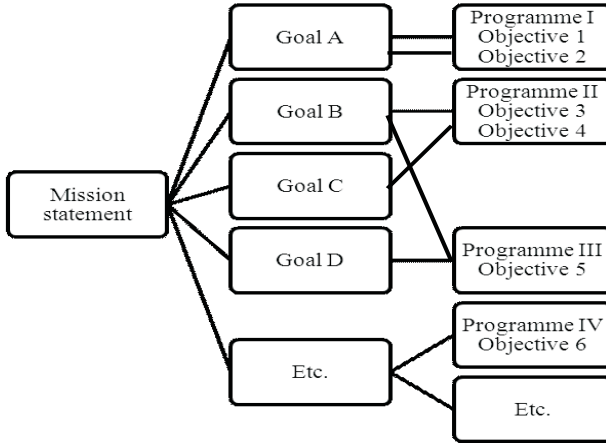 Mission
statement
Goal A
Goal B
Goal C
Goal D
Etc.
Programme I
Objective 1
Objective 2
Programme II
Objective 3
Objective 4
Programme III
Objective 5
Programme IV
Objective 6
Etc.